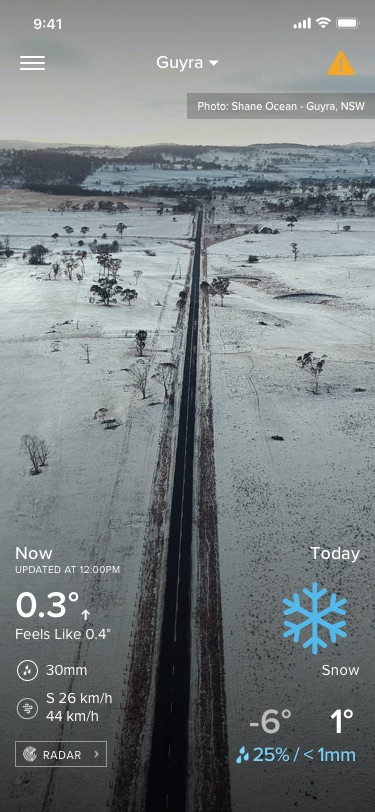 9:41
Guyra
Photo: Shane Ocean - Guyra, NSW
Now
UPDATED AT 12:00PM
0.3°
Feels Like 0.4°
30mm
S 26 km/h
44 km/h
RADAR
Today
Snow
-6° 1°
25% / < 1mm